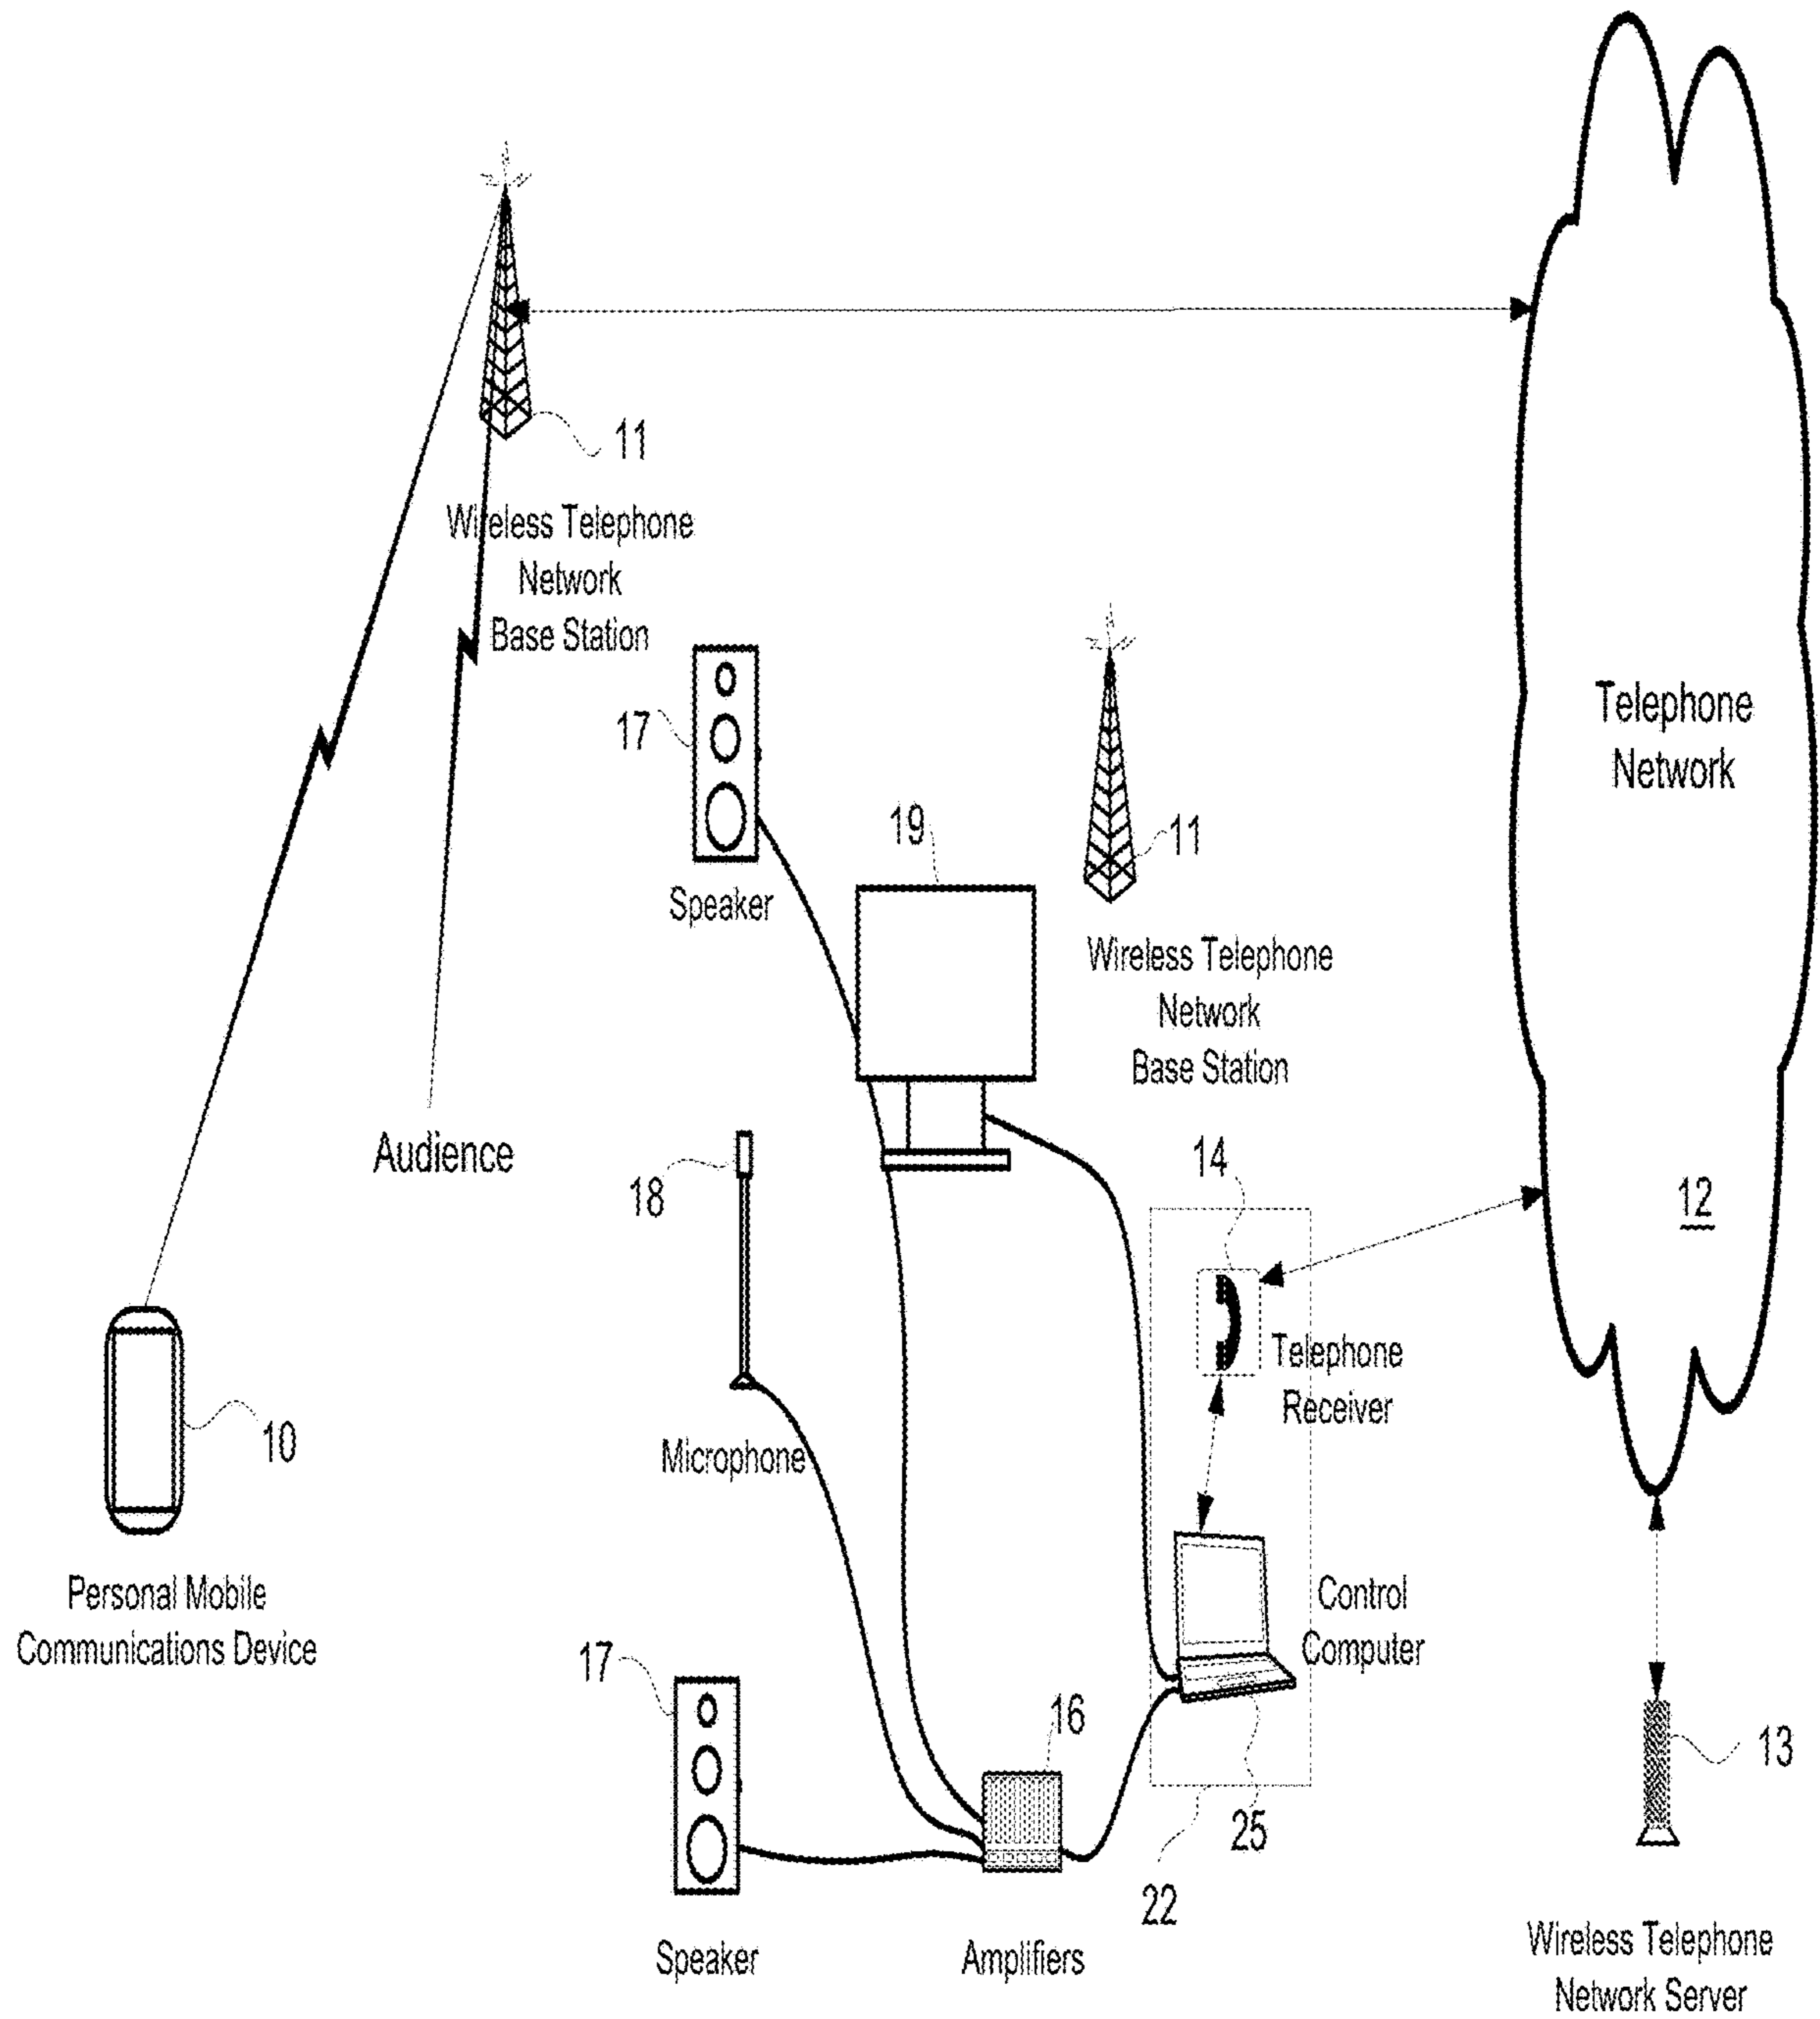 11
Wireless Telephone
Network
Base Station
17
Speaker
19
11
Wireless Telephone
Network
Base Station
Telephone
Network
12
Audience
18
Microphone
14
Telephone
Receiver
10
Personal Mobile
Communications Device
Control
Computer
17
Speaker
16
Amplifiers
25
22
13
Wireless Telephone
Network Server